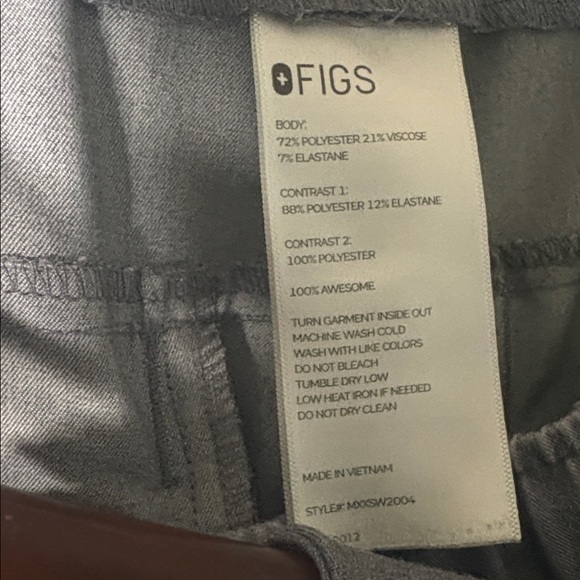 FIGS
BODY:
72% POLYESTER 21% VISCOSE
7% ELASTANE
CONTRAST 1:
88% POLYESTER 12% ELASTANE
CONTRAST 2:
100% POLYESTER
100% AWESOME
TURN GARMENT INSIDE OUT
MACHINE WASH COLD
WASH WITH LIKE COLORS
DO NOT BLEACH
TUMBLE DRY LOW
LOW HEAT IRON IF NEEDED
DO NOT DRY CLEAN
MADE IN VIETNAM
STYLE#: MXXSW2004